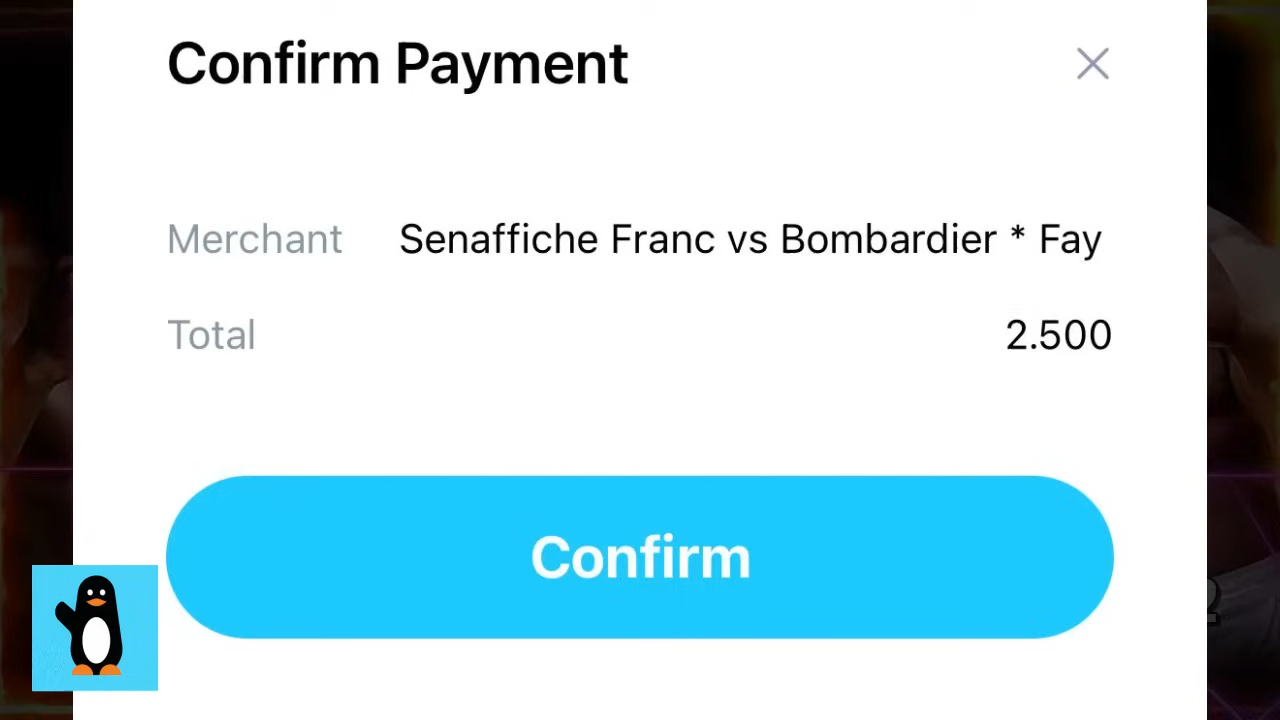 Confirm Payment
Merchant Senaffiche Franc vs Bombardier * Fay
Total 2.500
Confirm